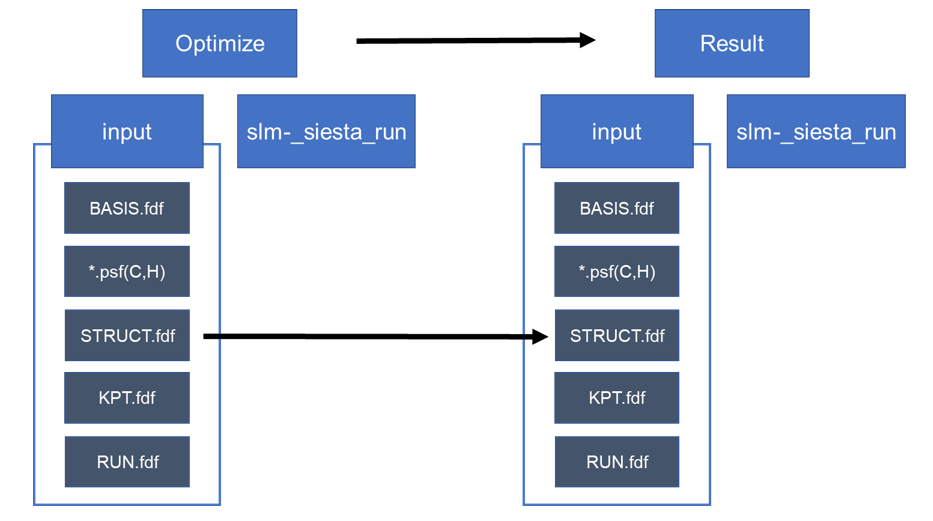 Optimize
Result
input
slm-_siesta_run
input
slm-_siesta_run
BASIS.fdf
BASIS.fdf
*.psf(C,H)
*.psf(C,H)
STRUCT.fdf
STRUCT.fdf
KPT.fdf
KPT.fdf
RUN.fdf
RUN.fdf